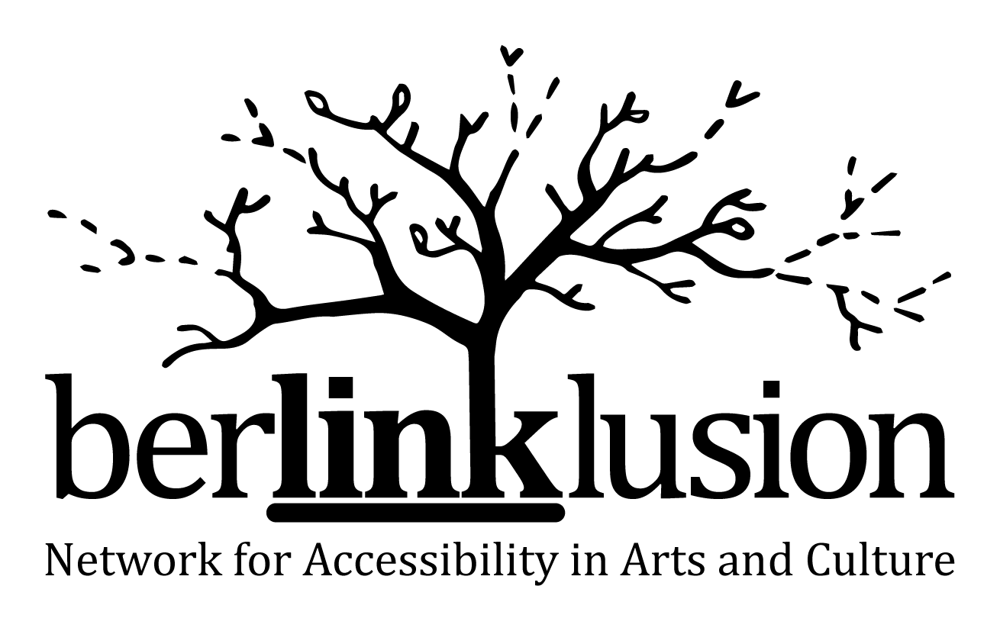 berlinklusion
Network for Accessibility in Arts and Culture